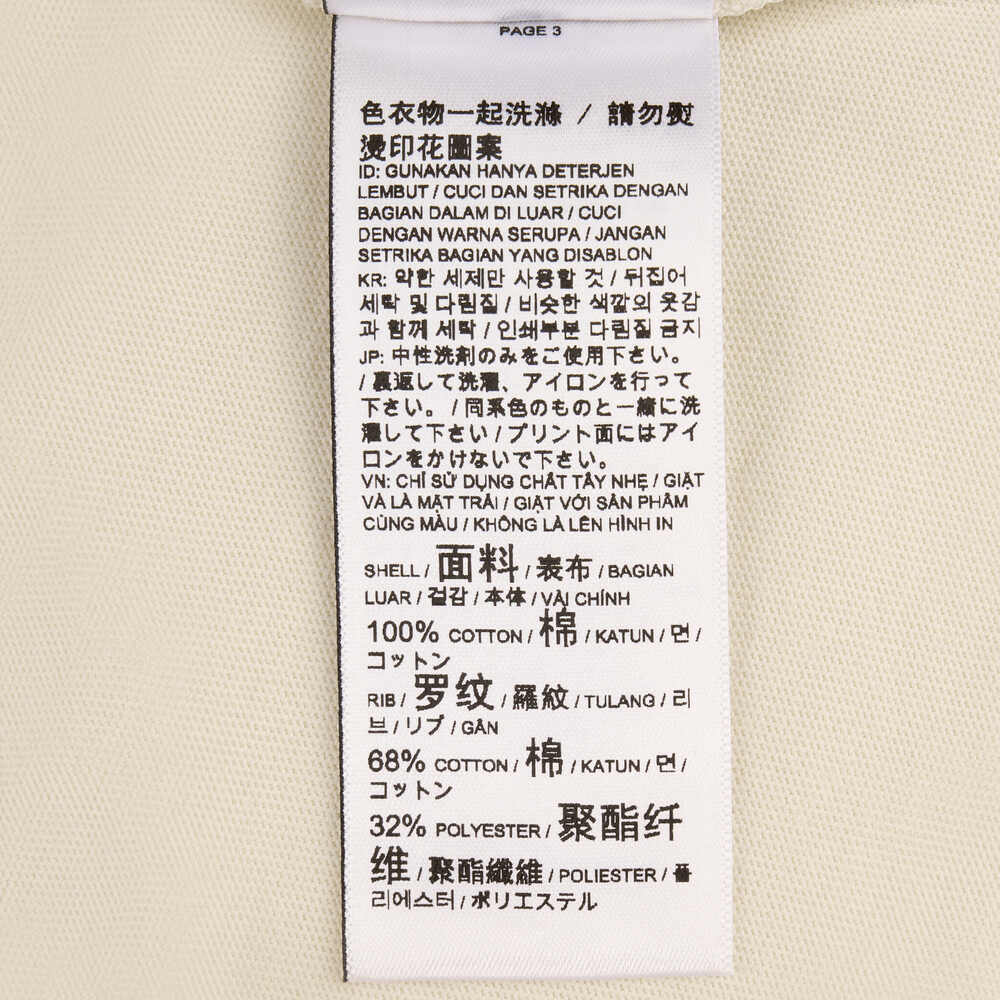 PAGE 3
色衣物一起洗滌 / 請勿熨
燙印花圖案
ID: GUNAKAN HANYA DETERJEN
LEMBUT / CUCI DAN SETRIKA DENGAN
BAGIAN DALAM DI LUAR / CUCI
DENGAN WARNA SERUPA / JANGAN
SETRIKA BAGIAN YANG DISABLON
KR: 약한 세제만 사용할 것 / 뒤집어
세탁 및 다림질 / 비슷한 색깔의 옷감
과 함께 세탁 / 인쇄부분 다림질 금지
JP: 中性洗剤のみをご使用下さい。
/ 裏返して洗濯、アイロンを行って
下さい。 / 同系色のものと一緒に洗
濯して下さい / プリント面にはアイ
ロンをかけないで下さい。
VN: CHỈ SỬ DỤNG CHẤT TẨY NHẸ / GIẶT
VÀ LÀ MẶT TRÁI / GIẶT VỚI SẢN PHẨM
CÙNG MÀU / KHÔNG LÀ LÊN HÌNH IN
SHELL / 面料 / 表布 / BAGIAN
LUAR / 겉감 / 本体 / VẢI CHÍNH
100% COTTON / 棉 / KATUN / 면 /
コットン
RIB / 罗纹 / 羅紋 / TULANG / 리
브 / リブ / GÂN
68% COTTON / 棉 / KATUN / 면 /
コットン
32% POLYESTER / 聚酯纤
维 / 聚酯纖維 / POLIESTER / 폴
리에스터 / ポリエステル